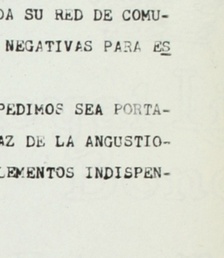 DA SU RED DE COMU-
NEGATIVAS PARA ES
PEDIMOS SEA PORTA-
AZ DE LA ANGUSTIO-
LEMENTOS INDISPEN-